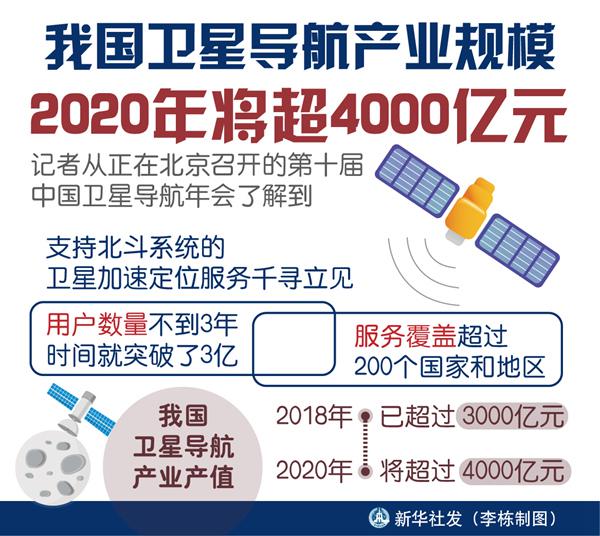 我国卫星导航产业规模
2020年将超4000亿元
记者从正在北京召开的第十届
中国卫星导航年会了解到
支持北斗系统的
卫星加速定位服务千寻立见
用户数量不到3年
时间就突破了3亿
服务覆盖超过
200个国家和地区
我国
卫星导航
产业产值
2018年 已超过 3000亿元
2020年 将超过 4000亿元
新华社发（李栋制图）